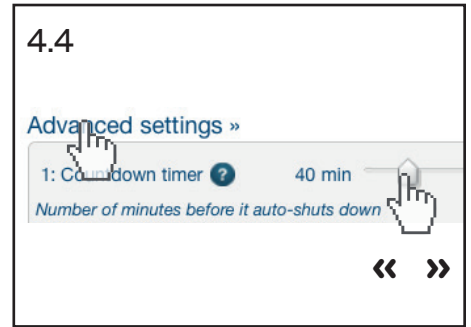 4.4
Advanced settings »
1: Countdown timer ? 40 min
Number of minutes before it auto-shuts down
« »